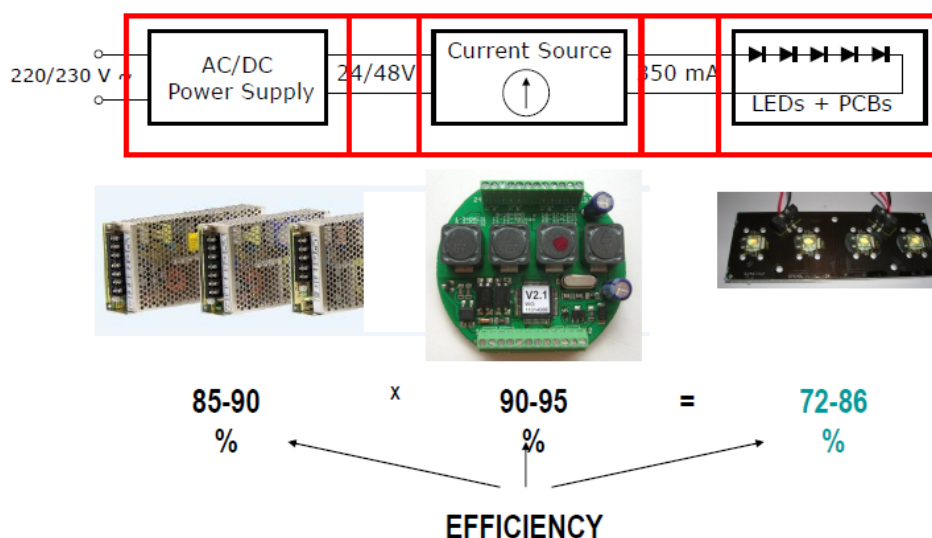 220/230 V ~
AC/DC
Power Supply
24/48V
Current Source
350 mA
LEDs + PCBs
V2.1
85-90
%
x
90-95
%
=
72-86
%
EFFICIENCY